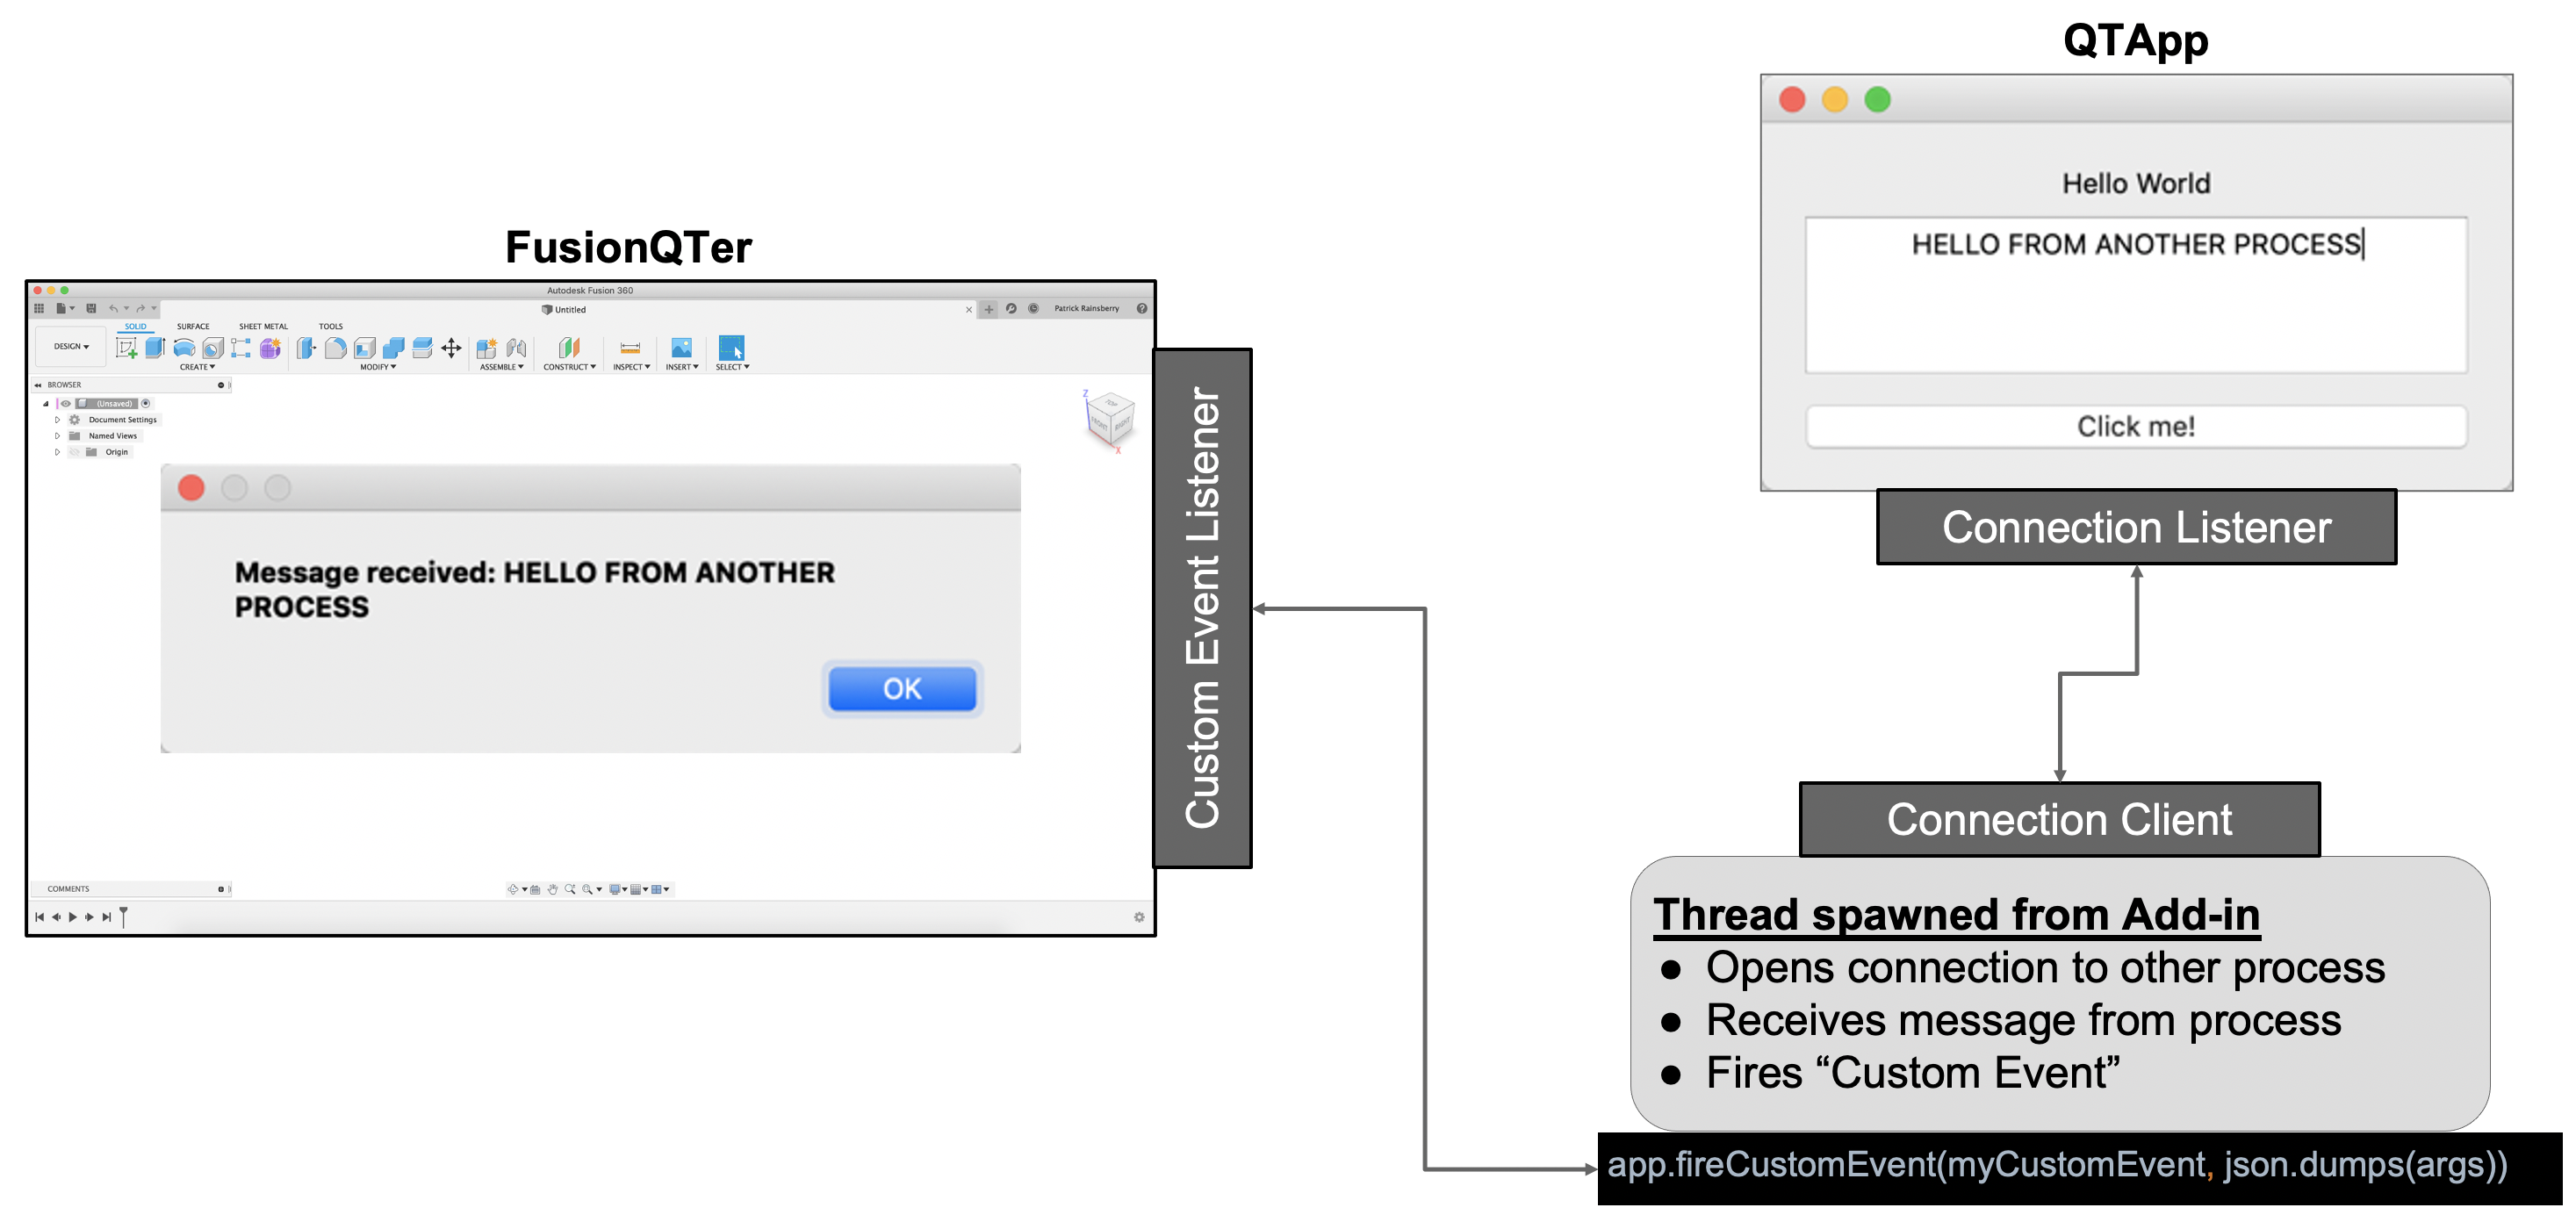 QTApp
Hello World
HELLO FROM ANOTHER PROCESS
Click me!
Connection Listener
FusionQTer
Autodesk Fusion 360
Untitled
Patrick Rainsberry
SOLID SURFACE SHEET METAL TOOLS
DESIGN
CREATE MODIFY ASSEMBLE CONSTRUCT INSPECT INSERT SELECT
BROWSER
(Unsaved)
Document Settings
Named Views
Origin
Z
TOP
FRONT
RIGHT
X
Message received: HELLO FROM ANOTHER
PROCESS
OK
COMMENTS
Custom Event Listener
Connection Client
Thread spawned from Add-in
● Opens connection to other process
● Receives message from process
● Fires “Custom Event”
app.fireCustomEvent(myCustomEvent, json.dumps(args))